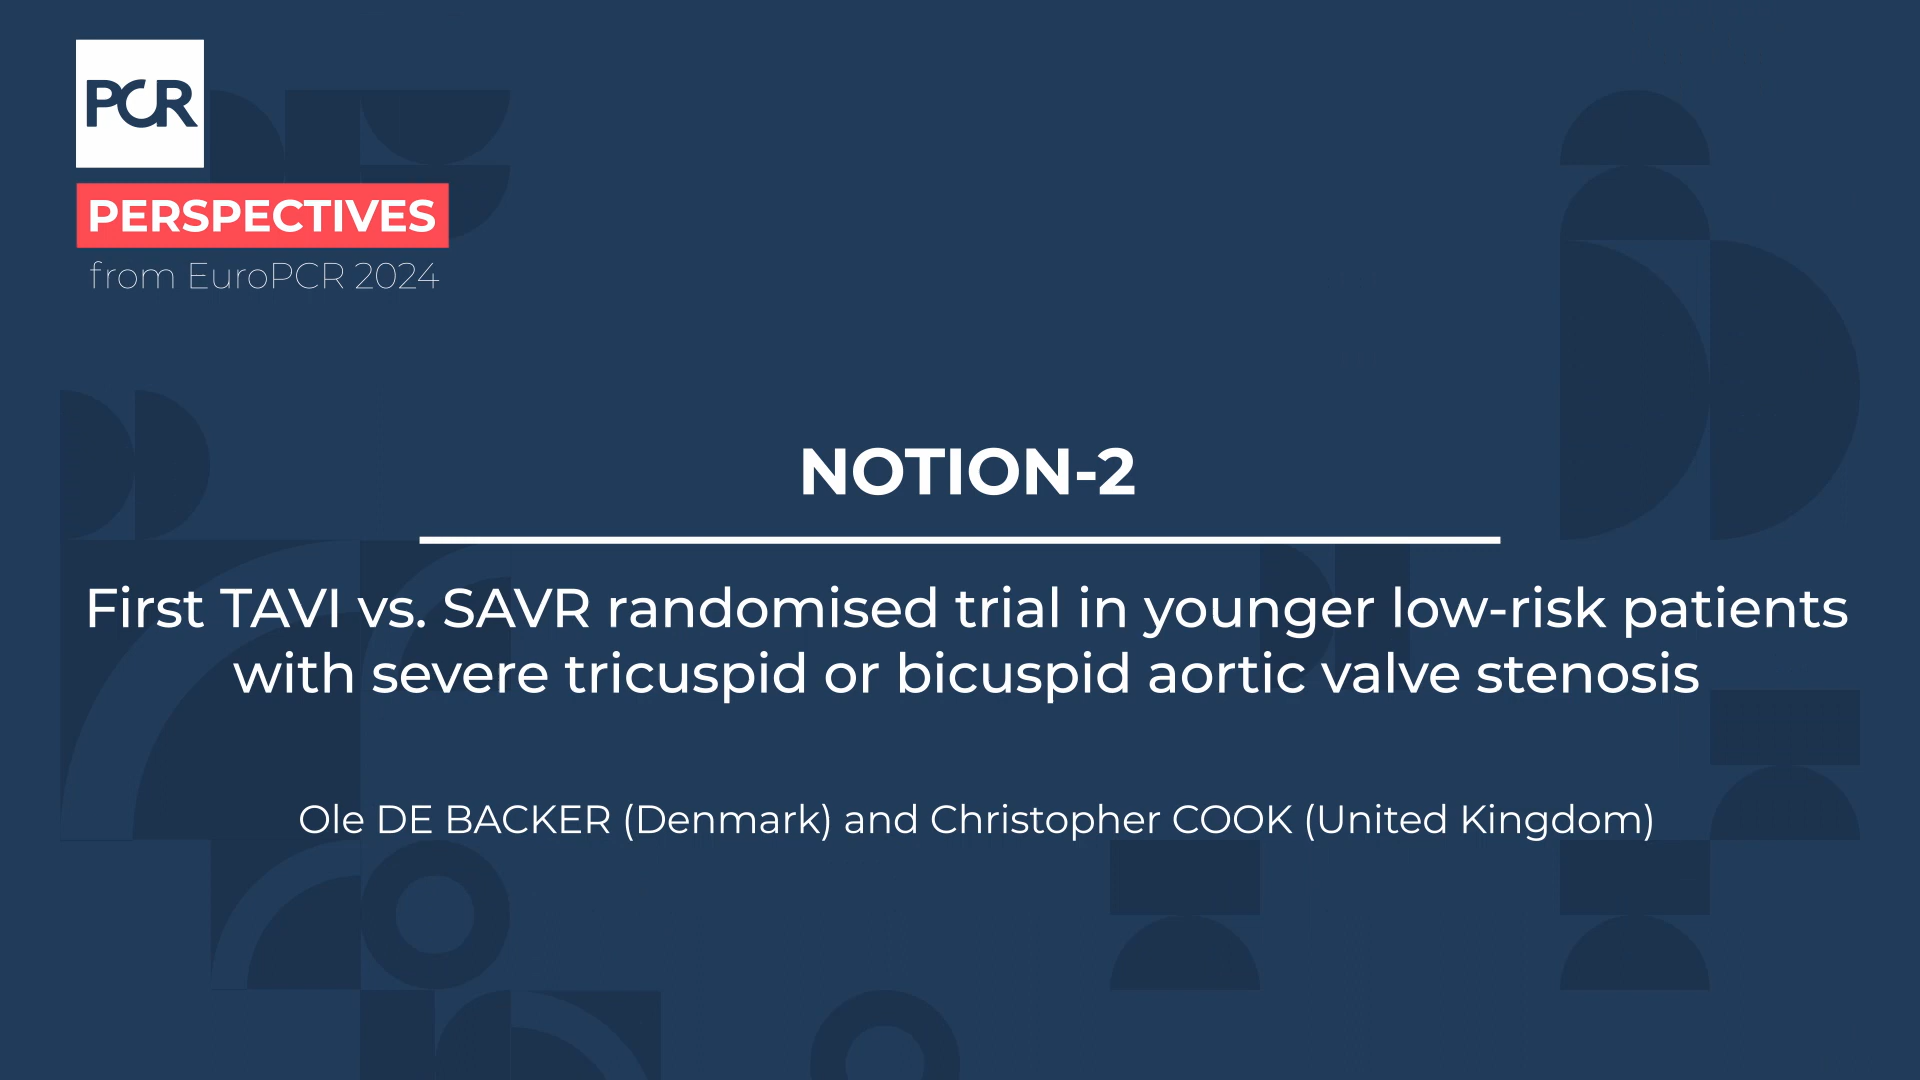 PCR
PERSPECTIVES
from EuroPCR 2024
NOTION-2
First TAVI vs. SAVR randomised trial in younger low-risk patients
with severe tricuspid or bicuspid aortic valve stenosis
Ole DE BACKER (Denmark) and Christopher COOK (United Kingdom)